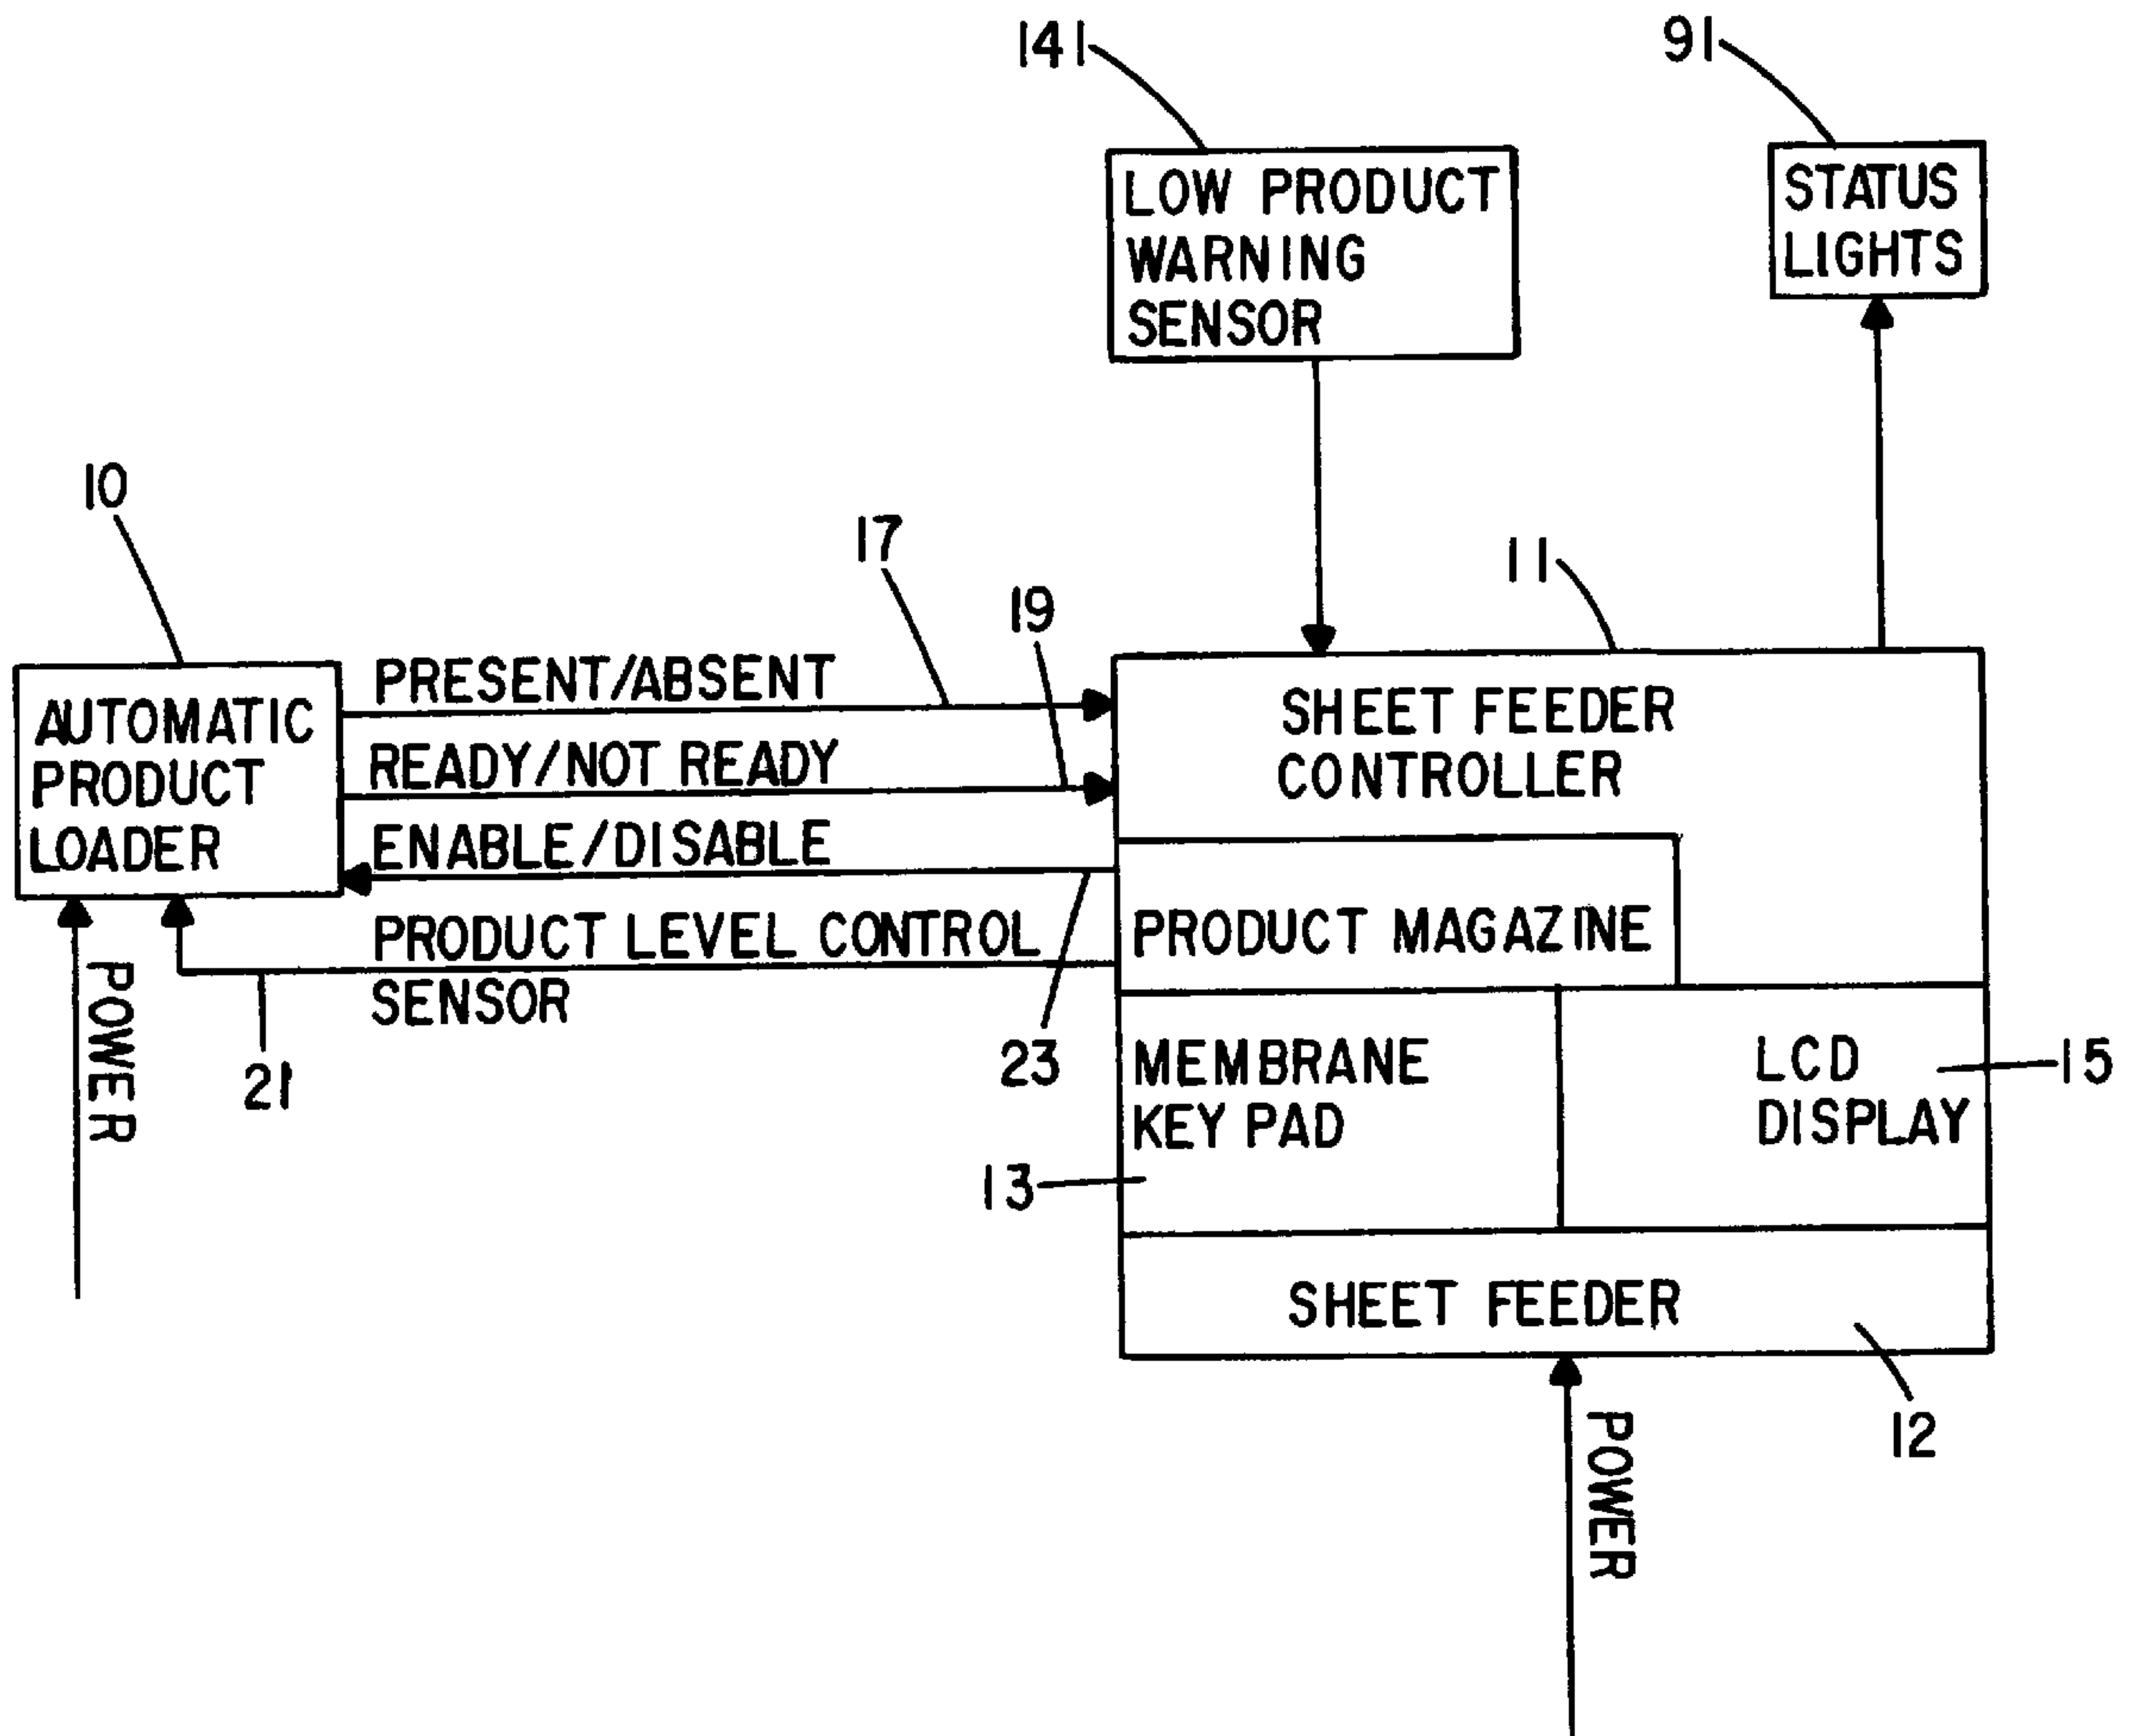 141
91
LOW PRODUCT
WARNING
SENSOR
STATUS
LIGHTS
10
17
19
11
AUTOMATIC
PRODUCT
LOADER
PRESENT/ABSENT
READY/NOT READY
ENABLE/DISABLE
PRODUCT LEVEL CONTROL
SENSOR
SHEET FEEDER
CONTROLLER
PRODUCT MAGAZINE
POWER
21
23
MEMBRANE
KEY PAD
LCD
DISPLAY
15
13
SHEET FEEDER
12
POWER